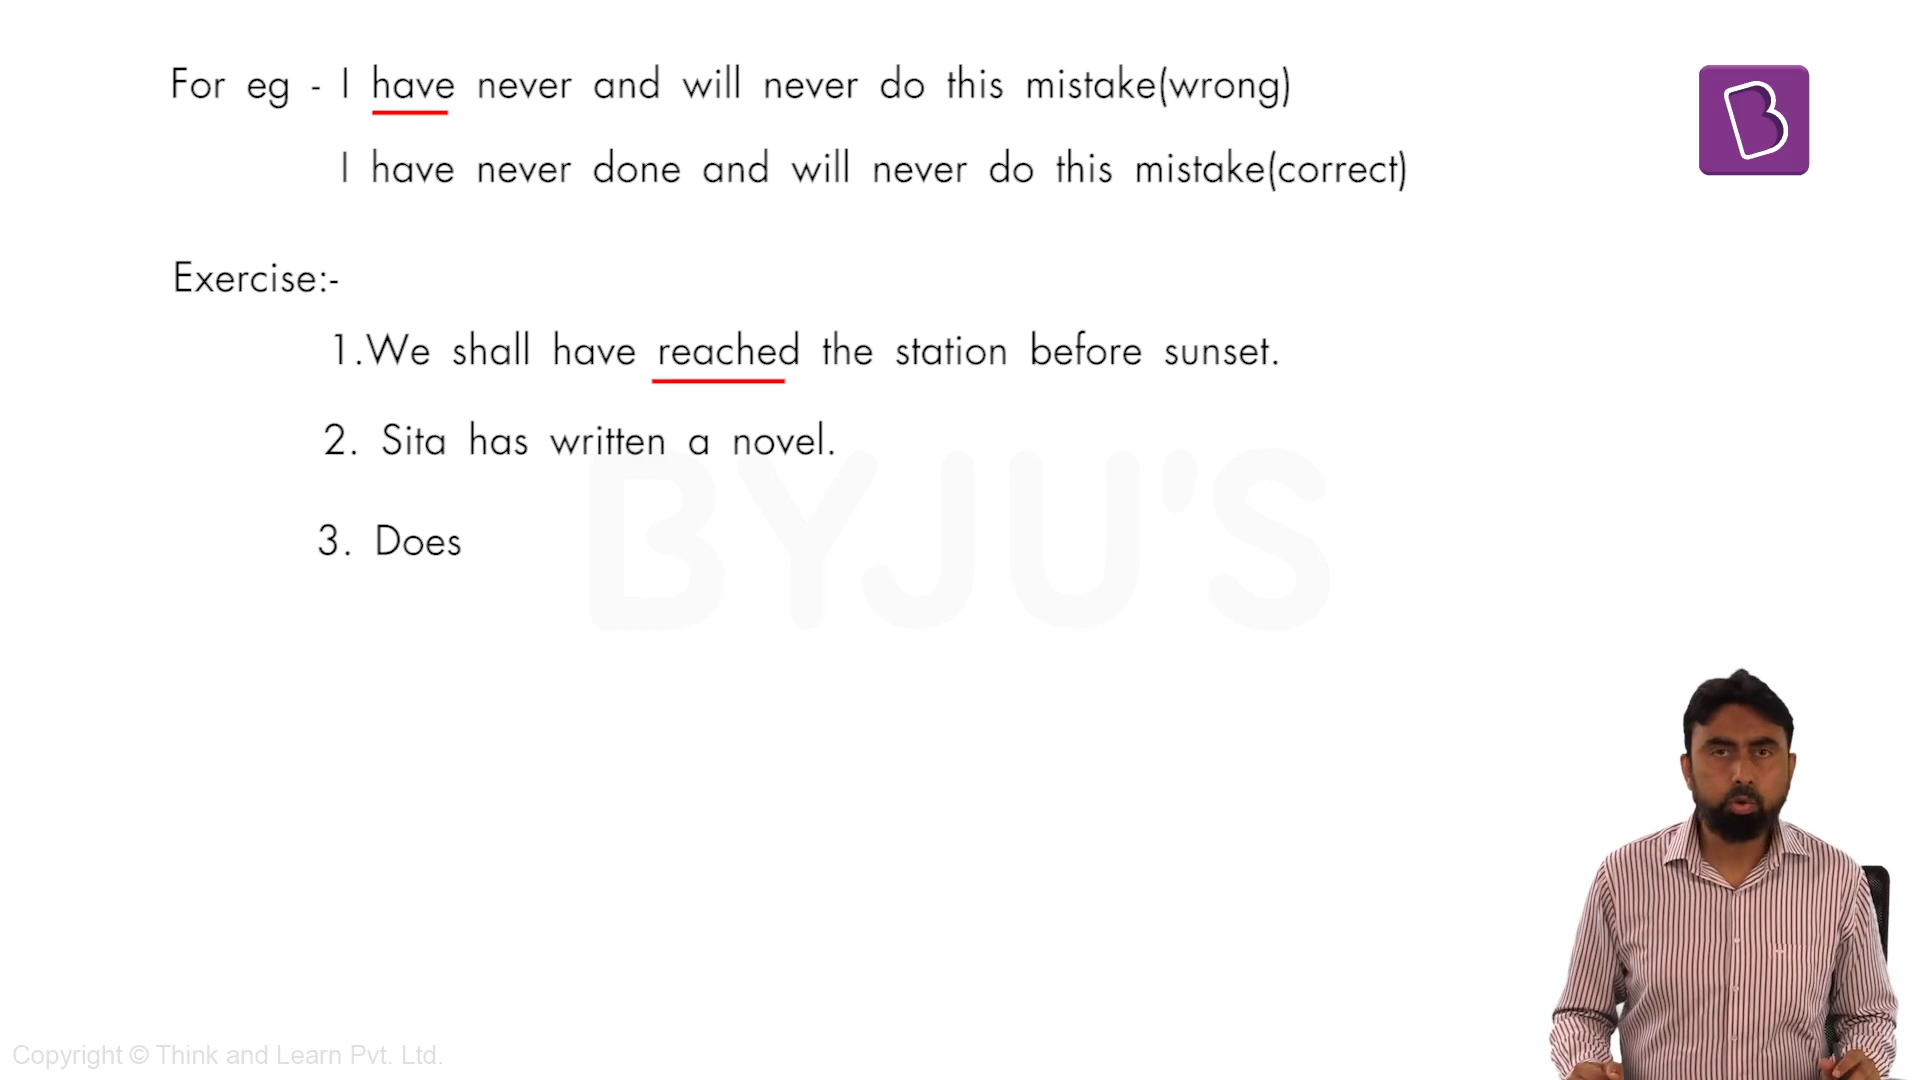 For eg - I have never and will never do this mistake(wrong)
I have never done and will never do this mistake(correct)
Exercise:-
1.We shall have reached the station before sunset.
2. Sita has written a novel.
3. Does
BYJU'S
Copyright © Think and Learn Pvt. Ltd.